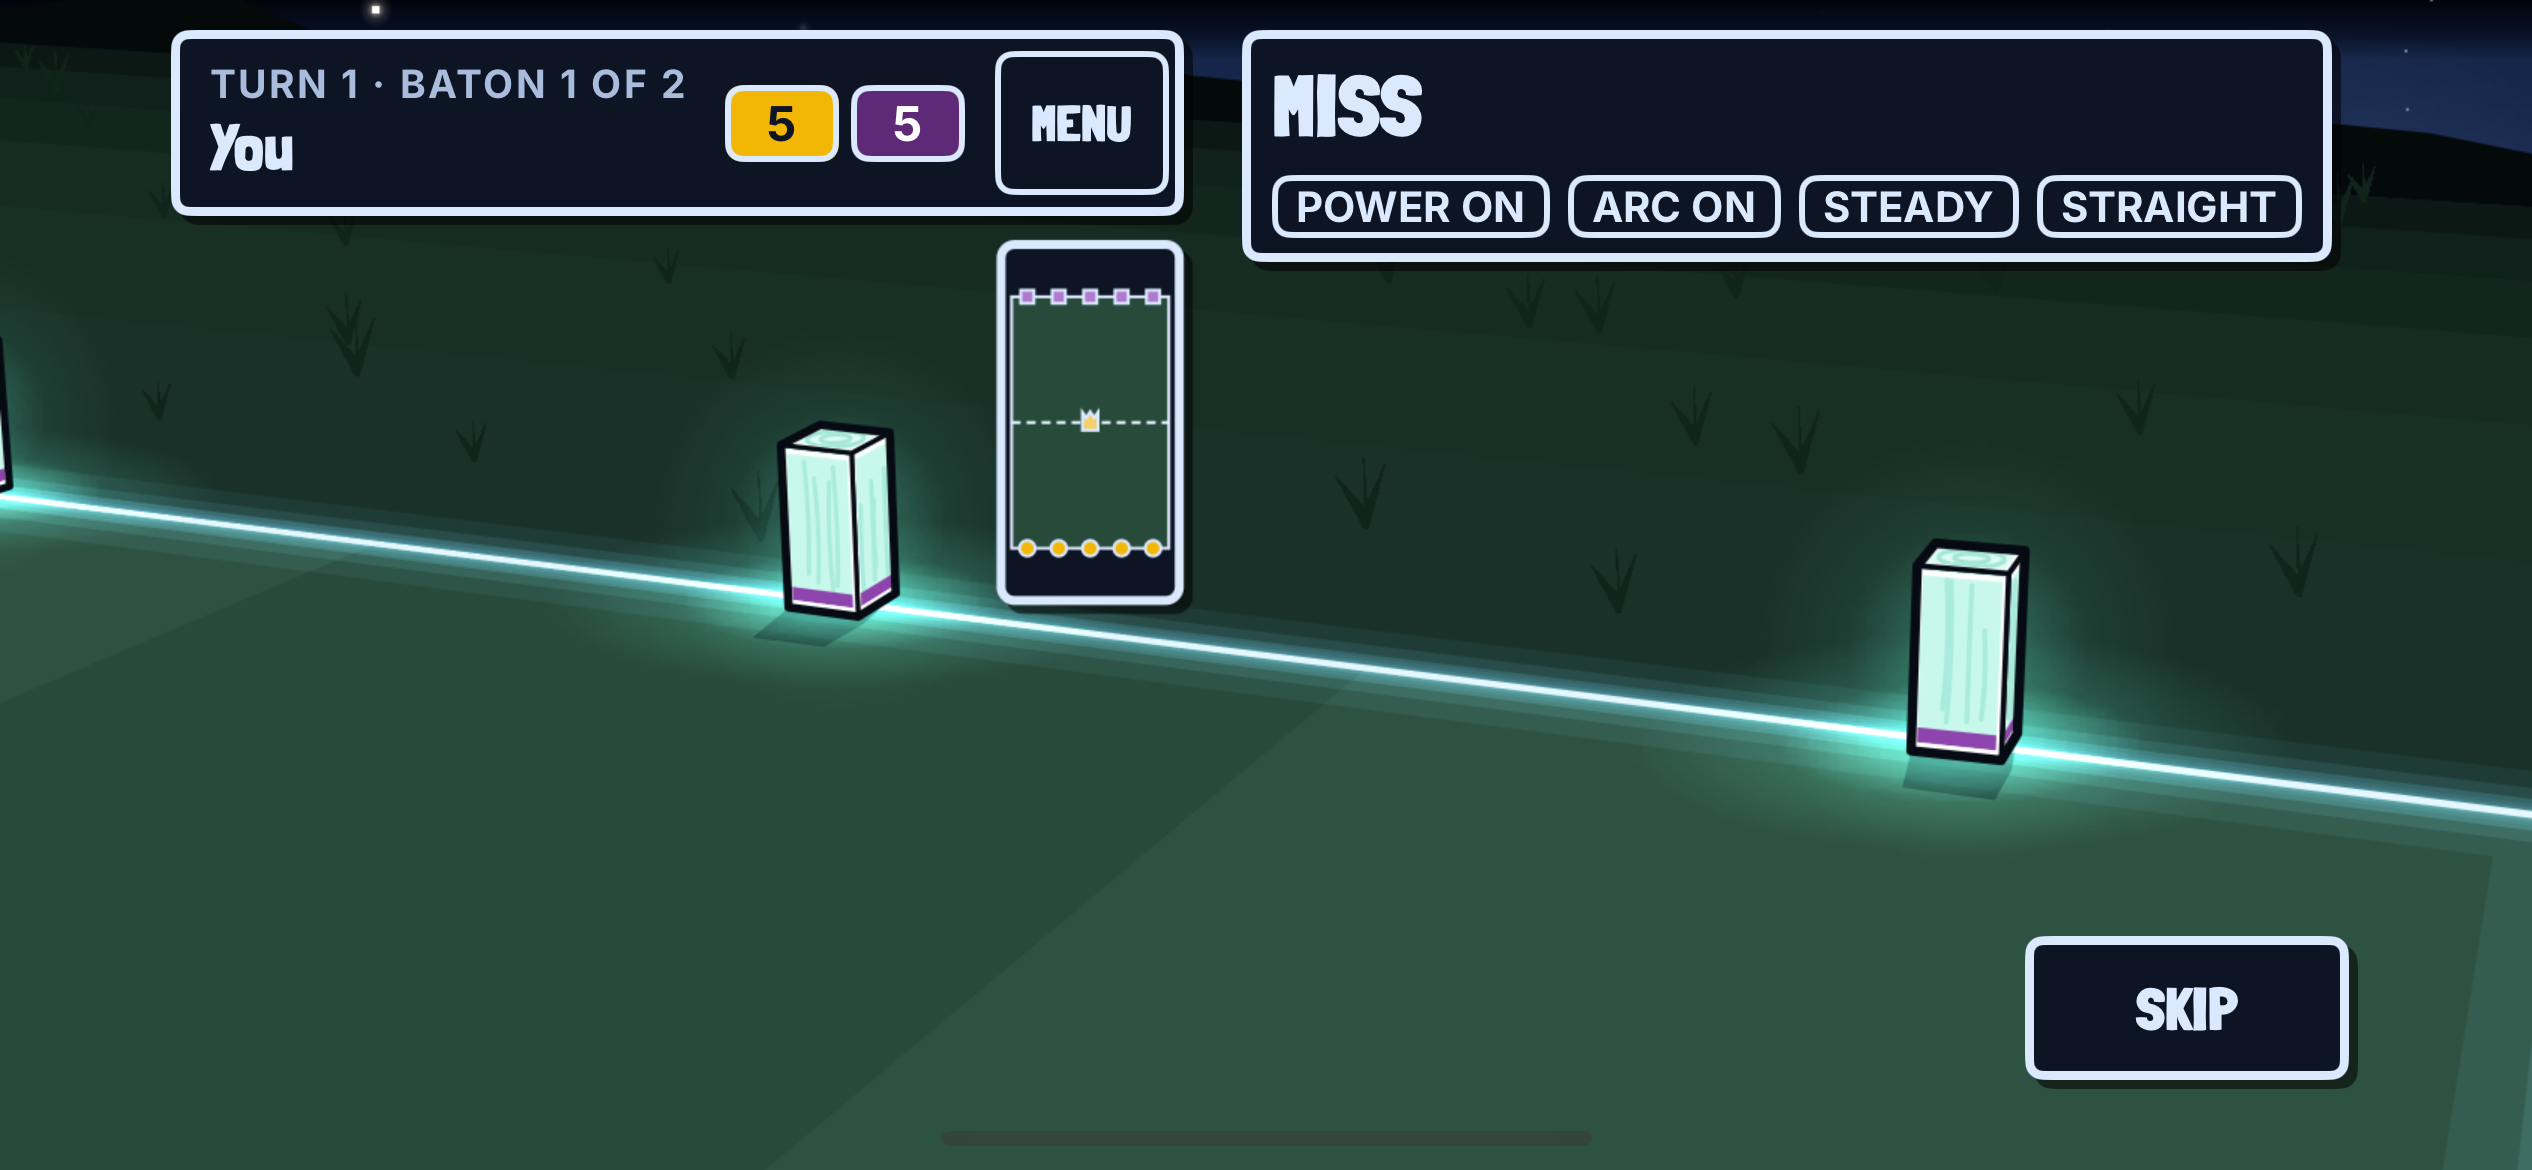 TURN 1 · BATON 1 OF 2
You
5 5
MENU
MISS
POWER ON ARC ON STEADY STRAIGHT
SKIP